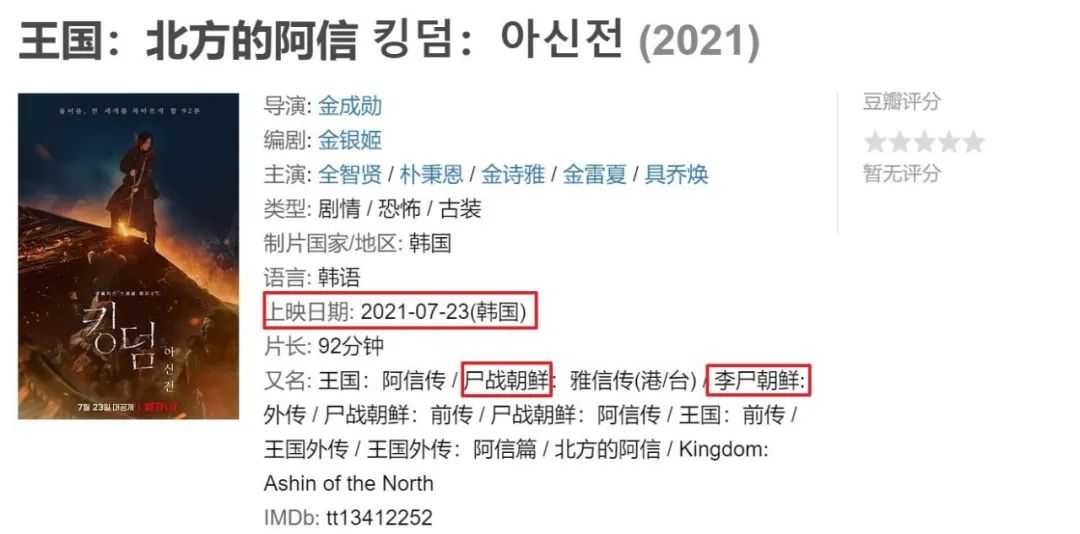 王国：北方的阿信 킹덤：아신전 (2021)
올여름, 전 세계를 목마르게 할 92분
킹덤
아신전
7월 23일 대공개 | NETFLIX
导演: 金成勋
编剧: 金银姬
主演: 全智贤 / 朴秉恩 / 金诗雅 / 金雷夏 / 具乔焕
类型: 剧情 / 恐怖 / 古装
制片国家/地区: 韩国
语言: 韩语
上映日期: 2021-07-23(韩国)
片长: 92分钟
又名: 王国：阿信传 / 尸战朝鲜：雅信传(港/台) / 李尸朝鲜:
外传 / 尸战朝鲜：前传 / 尸战朝鲜：阿信传 / 王国：前传 /
王国外传 / 王国外传：阿信篇 / 北方的阿信 / Kingdom:
Ashin of the North
IMDb: tt13412252
豆瓣评分
暂无评分